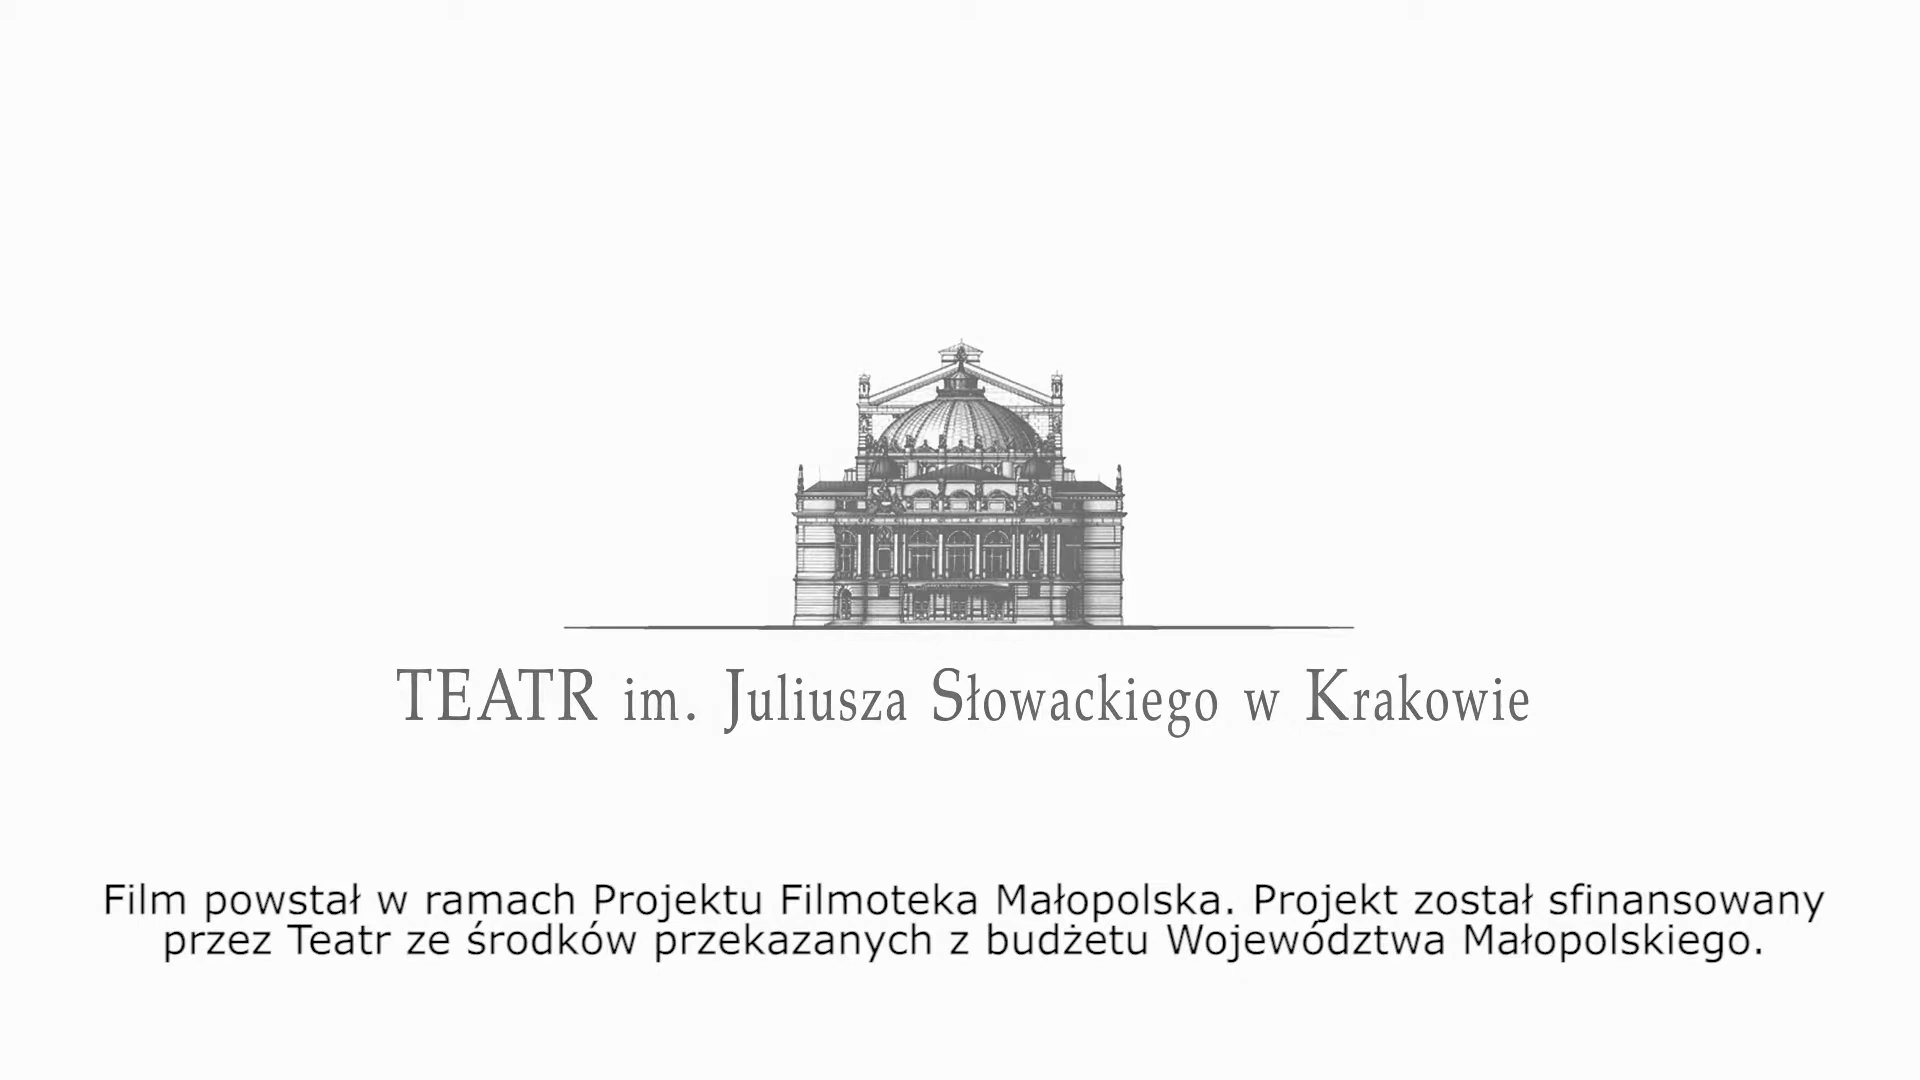 TEATR im. Juliusza Słowackiego w Krakowie
Film powstał w ramach Projektu Filmoteka Małopolska. Projekt został sfinansowany
przez Teatr ze środków przekazanych z budżetu Województwa Małopolskiego.